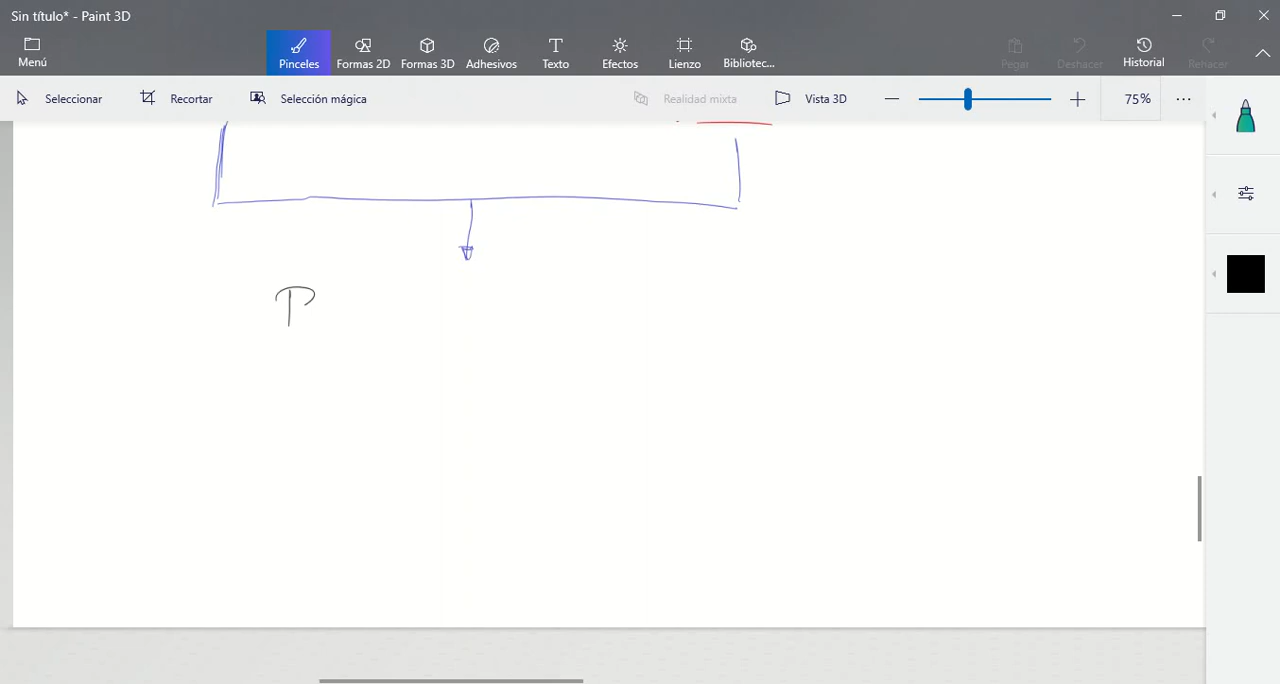 Sin título* - Paint 3D
Menú Pinceles Formas 2D Formas 3D Adhesivos Texto Efectos Lienzo Bibliotec... Pegar Deshacer Historial Rehacer
Seleccionar Recortar Selección mágica Realidad mixta Vista 3D 75%
P